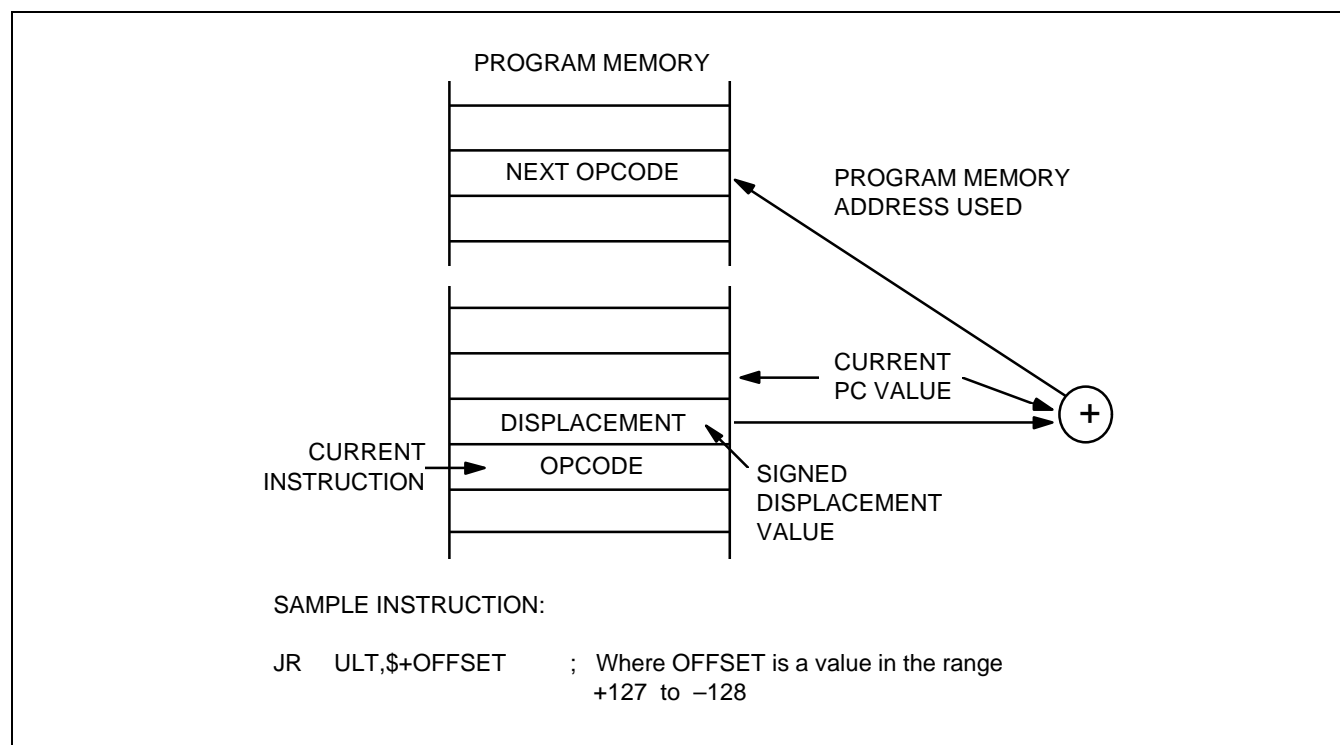 PROGRAM MEMORY
NEXT OPCODE
PROGRAM MEMORY
ADDRESS USED
CURRENT
PC VALUE
+
DISPLACEMENT
CURRENT
INSTRUCTION
OPCODE
SIGNED
DISPLACEMENT
VALUE
SAMPLE INSTRUCTION:
JR ULT,$+OFFSET ; Where OFFSET is a value in the range
+127 to –128